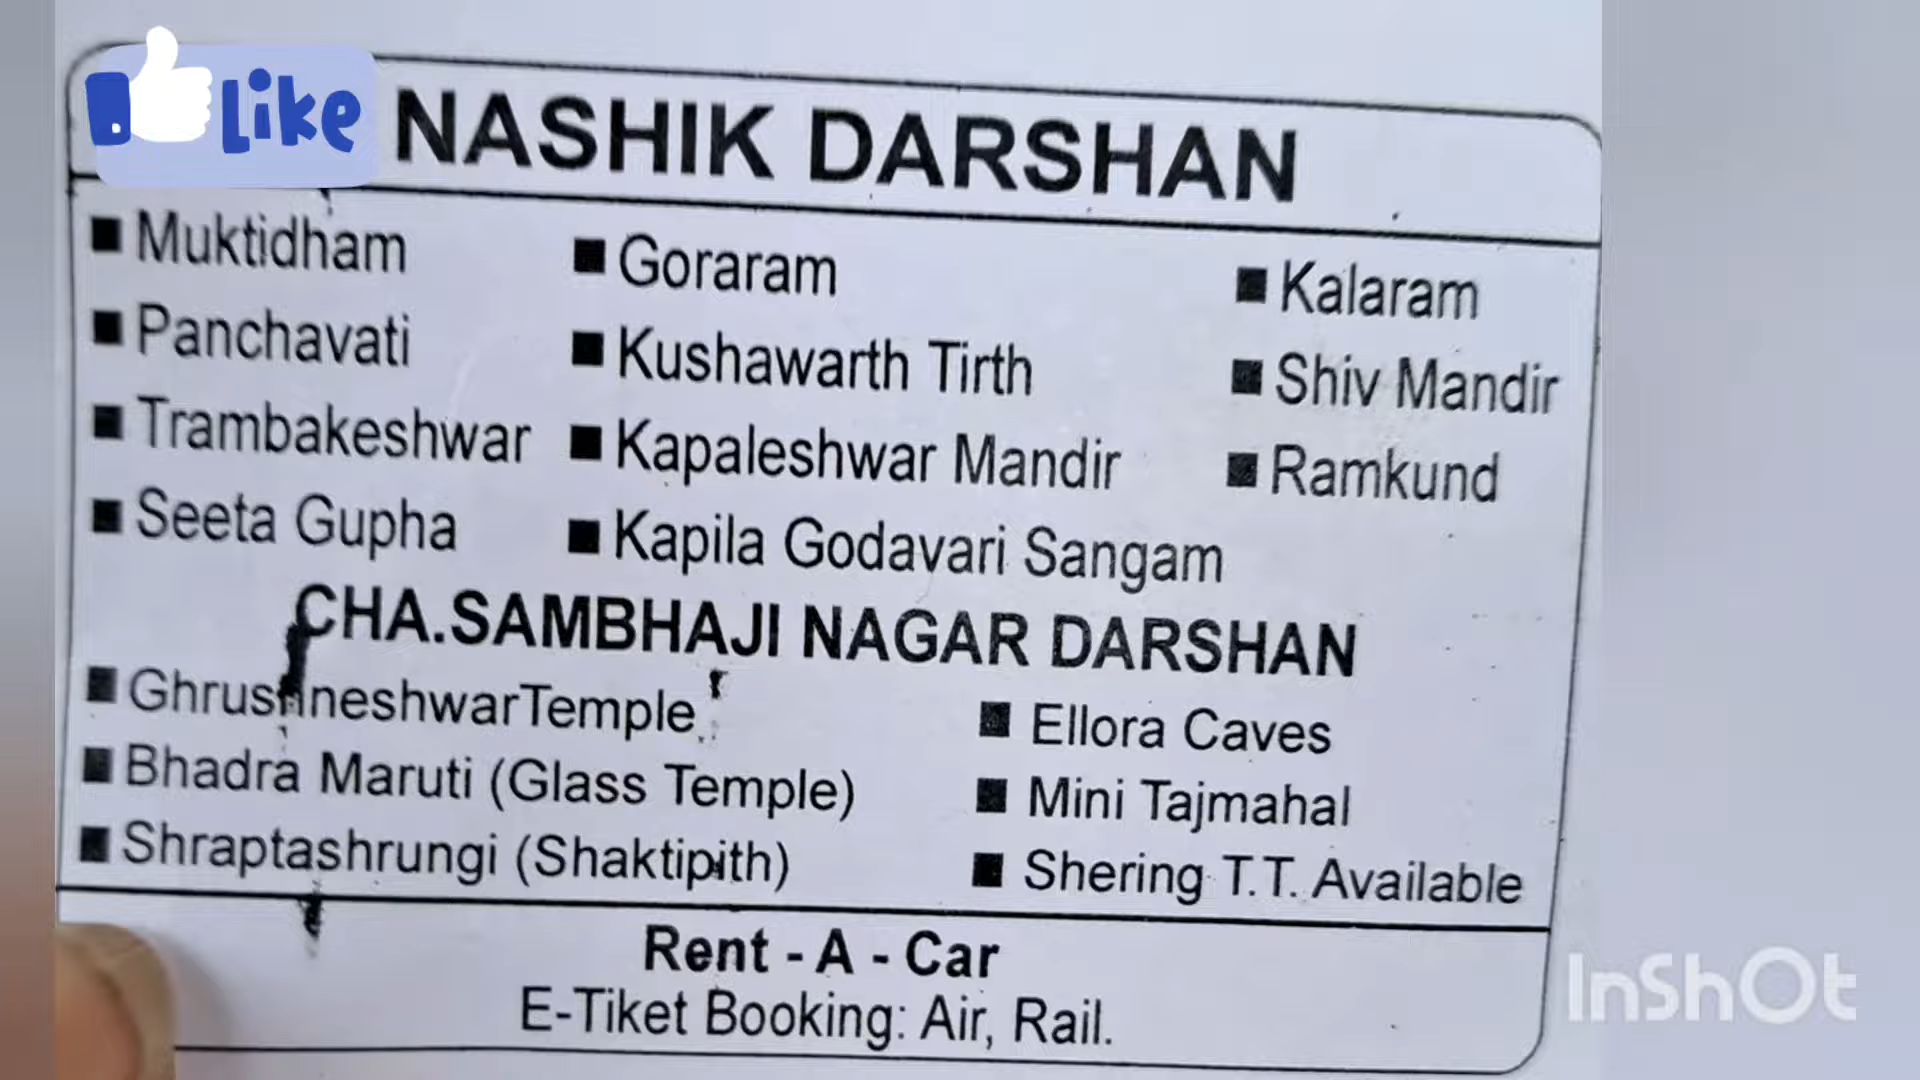 Like
NASHIK DARSHAN
■ Muktidham ■ Goraram ■ Kalaram
■ Panchavati ■ Kushawarth Tirth ■ Shiv Mandir
■ Trambakeshwar ■ Kapaleshwar Mandir ■ Ramkund
■ Seeta Gupha ■ Kapila Godavari Sangam
CHA.SAMBHAJI NAGAR DARSHAN
■ GhrushneshwarTemple ■ Ellora Caves
■ Bhadra Maruti (Glass Temple) ■ Mini Tajmahal
■ Shraptashrungi (Shaktipith) ■ Shering T.T. Available
Rent - A - Car
E-Tiket Booking: Air, Rail.
InShOt